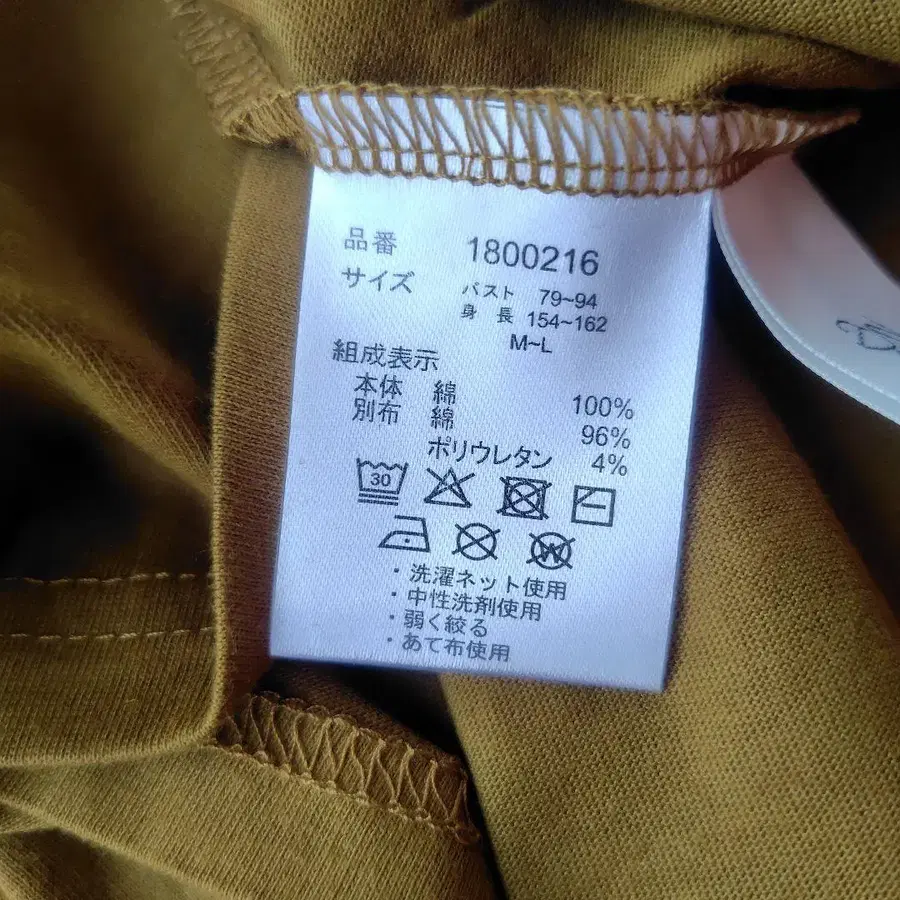 品番 1800216
サイズ バスト 79~94
身 長 154~162
M~L
組成表示
本体 綿 100%
別布 綿 96%
ポリウレタン 4%
30
W
・洗濯ネット使用
・中性洗剤使用
・弱く絞る
・あて布使用